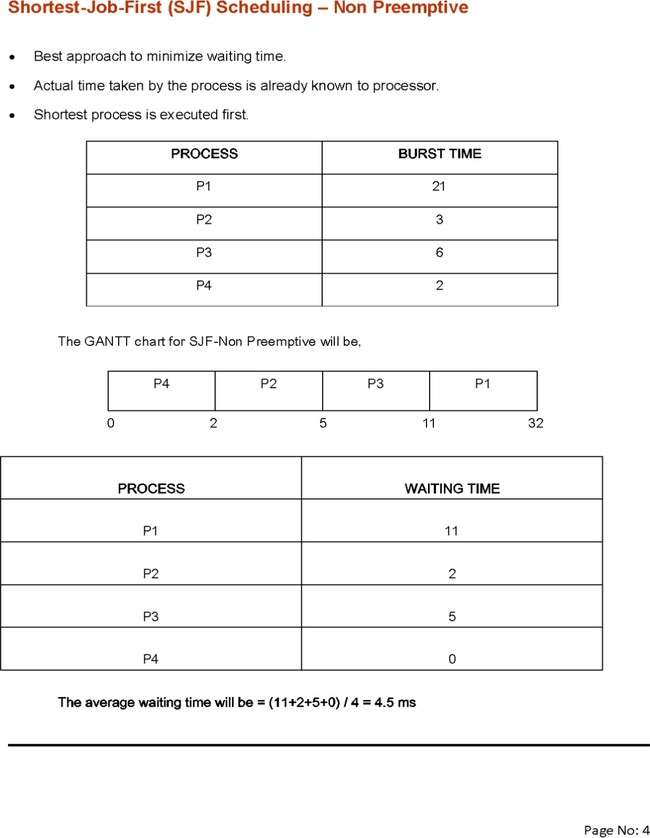 Shortest-Job-First (SJF) Scheduling – Non Preemptive
• Best approach to minimize waiting time.
• Actual time taken by the process is already known to processor.
• Shortest process is executed first.
PROCESS BURST TIME
P1 21
P2 3
P3 6
P4 2
The GANTT chart for SJF-Non Preemptive will be,
P4 P2 P3 P1
0 2 5 11 32
PROCESS WAITING TIME
P1 11
P2 2
P3 5
P4 0
The average waiting time will be = (11+2+5+0) / 4 = 4.5 ms
Page No: 4